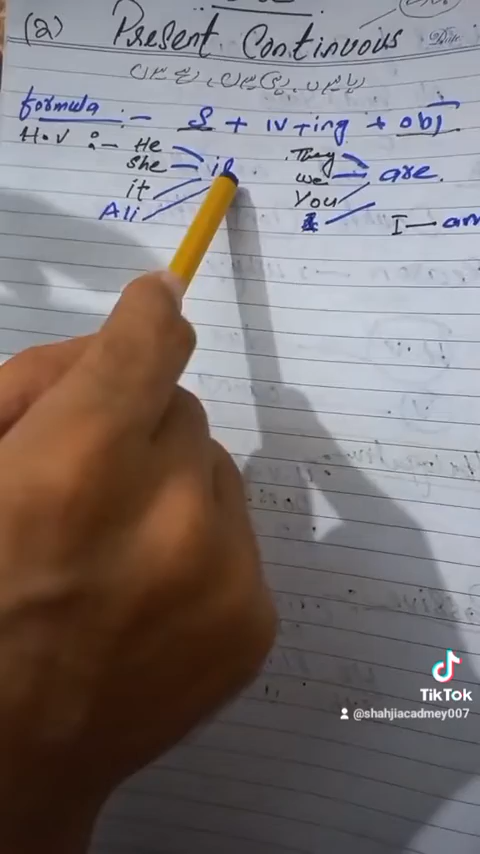 (2) Present Continuous Date
formula :- S + IV + ing + obj
H.V :- He
She
it
Ali
is
They
we
You
are
I — am
TikTok
@shahjiacadmey007